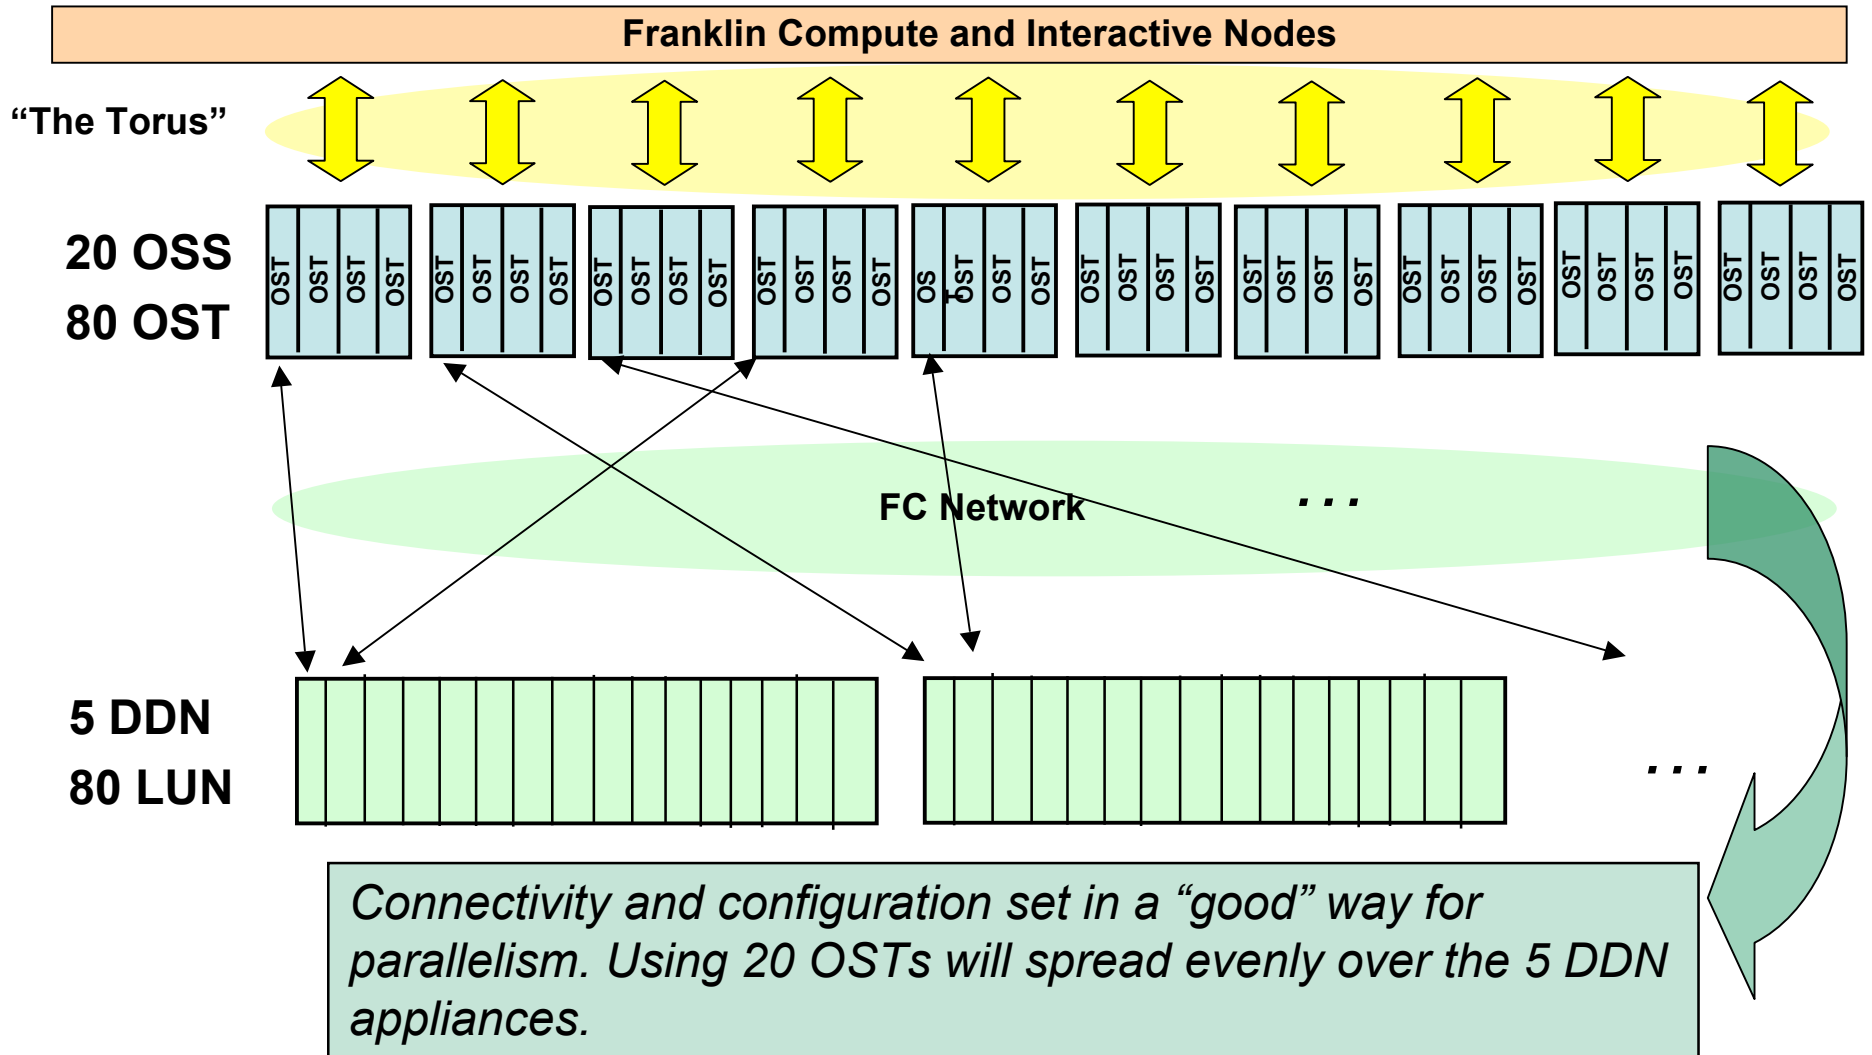 Franklin Compute and Interactive Nodes
“The Torus”
20 OSS
80 OST
OST OST OST OST
OST OST OST OST
OST OST OST OST
OST OST OST OST
OS
T OST OST OST
OST OST OST OST
OST OST OST OST
OST OST OST OST
OST OST OST OST
OST OST OST OST
FC Network
. . .
5 DDN
80 LUN
. . .
Connectivity and configuration set in a “good” way for
parallelism. Using 20 OSTs will spread evenly over the 5 DDN
appliances.